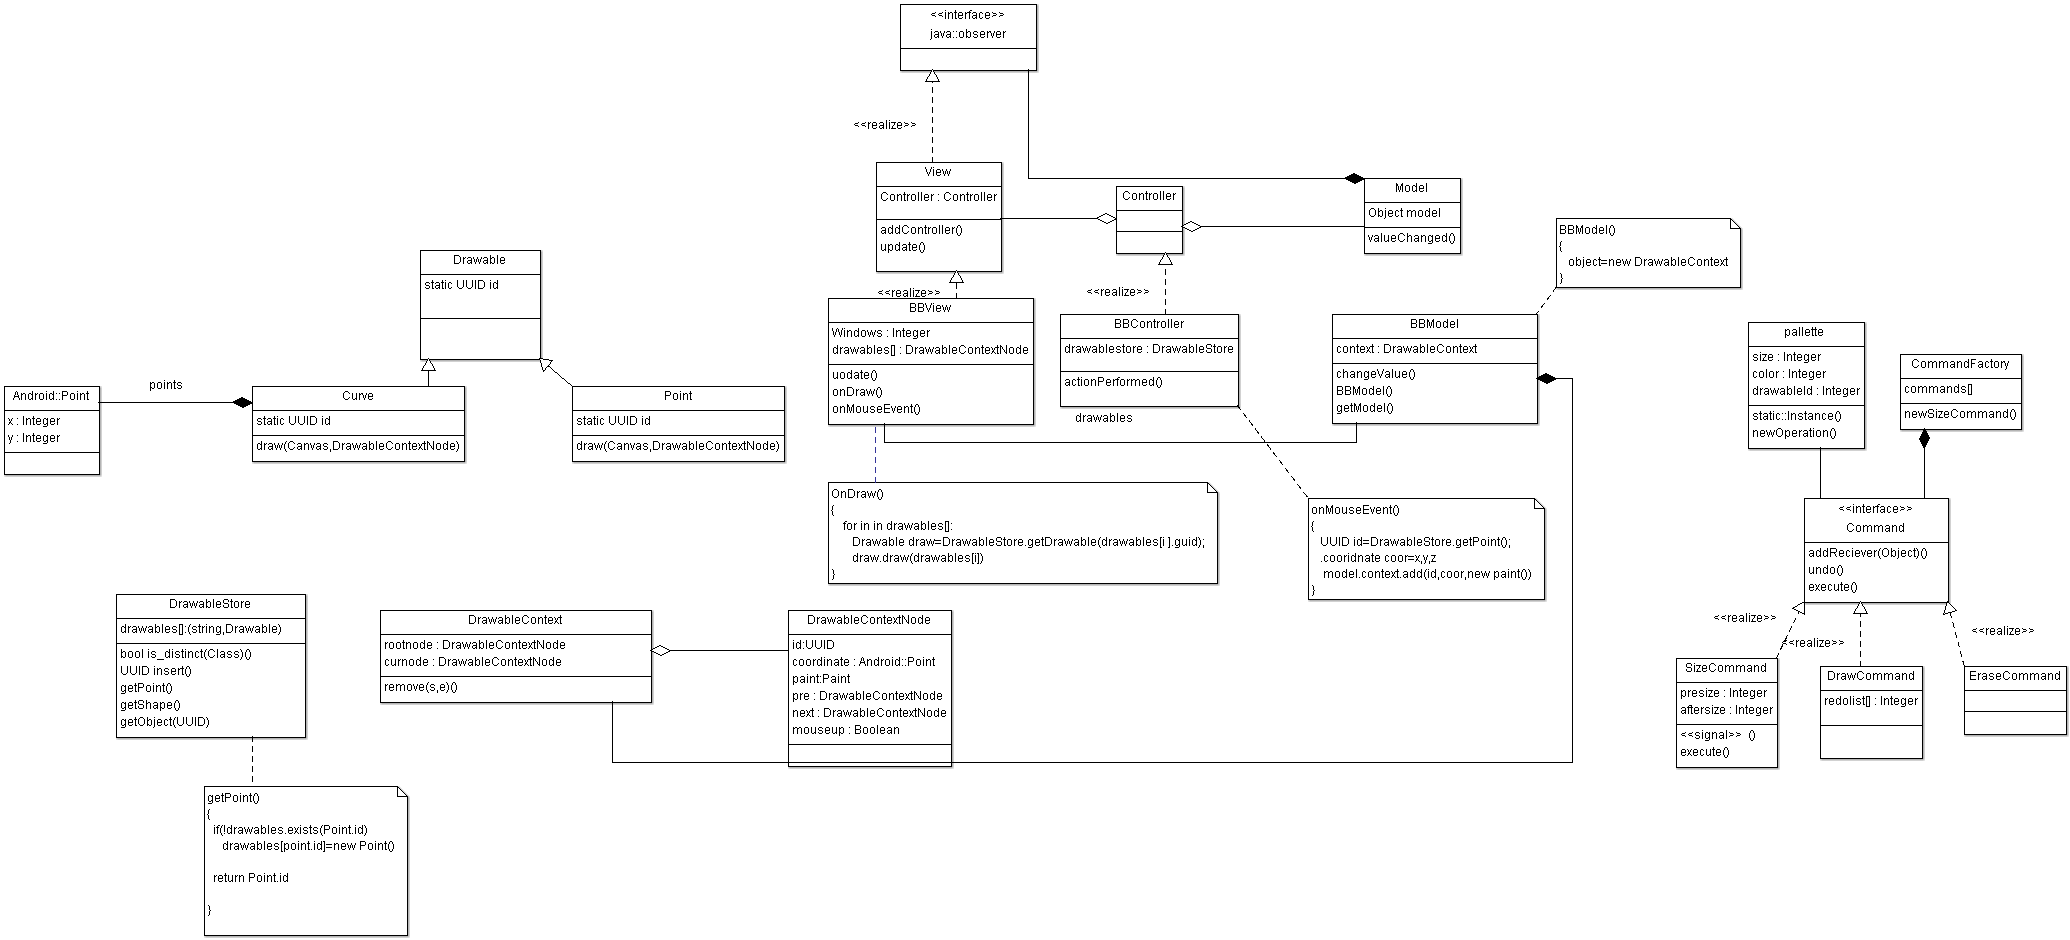 <<interface>>
java::observer
<<realize>>
View
Controller : Controller
addController()
update()
Controller
Model
Object model
valueChanged()
BBModel()
{
object=new DrawableContext
}
Drawable
static UUID id
<<realize>>
BBView
Windows : Integer
drawables[] : DrawableContextNode
uodate()
onDraw()
onMouseEvent()
<<realize>>
BBController
drawablestore : DrawableStore
actionPerformed()
drawables
BBModel
context : DrawableContext
changeValue()
BBModel()
getModel()
pallette
size : Integer
color : Integer
drawableId : Integer
static::Instance()
newOperation()
CommandFactory
commands[]
newSizeCommand()
Android::Point
x : Integer
y : Integer
points
Curve
static UUID id
draw(Canvas,DrawableContextNode)
Point
static UUID id
draw(Canvas,DrawableContextNode)
OnDraw()
{
for in in drawables[]:
Drawable draw=DrawableStore.getDrawable(drawables[i ].guid);
draw.draw(drawables[i])
}
onMouseEvent()
{
UUID id=DrawableStore.getPoint();
.cooridnate coor=x,y,z
model.context.add(id,coor,new paint())
}
<<interface>>
Command
addReciever(Object)()
undo()
execute()
<<realize>>
<<realize>>
<<realize>>
DrawableStore
drawables[]:(string,Drawable)
bool is_distinct(Class)()
UUID insert()
getPoint()
getShape()
getObject(UUID)
DrawableContext
rootnode : DrawableContextNode
curnode : DrawableContextNode
remove(s,e)()
DrawableContextNode
id:UUID
coordinate : Android::Point
paint:Paint
pre : DrawableContextNode
next : DrawableContextNode
mouseup : Boolean
SizeCommand
presize : Integer
aftersize : Integer
<<signal>> ()
execute()
DrawCommand
redolist[] : Integer
EraseCommand
getPoint()
{
if(!drawables.exists(Point.id)
drawables[point.id]=new Point()
return Point.id
}